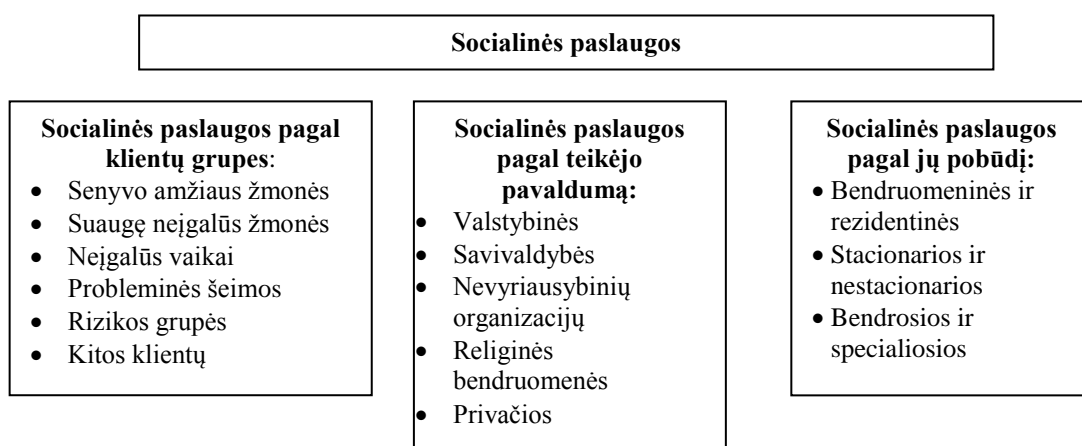 Socialinės paslaugos
Socialinės paslaugos pagal
klientų grupes:
• Senyvo amžiaus žmonės
• Suaugę neįgalūs žmonės
• Neįgalūs vaikai
• Probleminės šeimos
• Rizikos grupės
• Kitos klientų
Socialinės paslaugos
pagal teikėjo
pavaldumą:
• Valstybinės
• Savivaldybės
• Nevyriausybinių
organizacijų
• Religinės
bendruomenės
• Privačios
Socialinės paslaugos
pagal jų pobūdį:
• Bendruomeninės ir
rezidentinės
• Stacionarios ir
nestacionarios
• Bendrosios ir
specialiosios